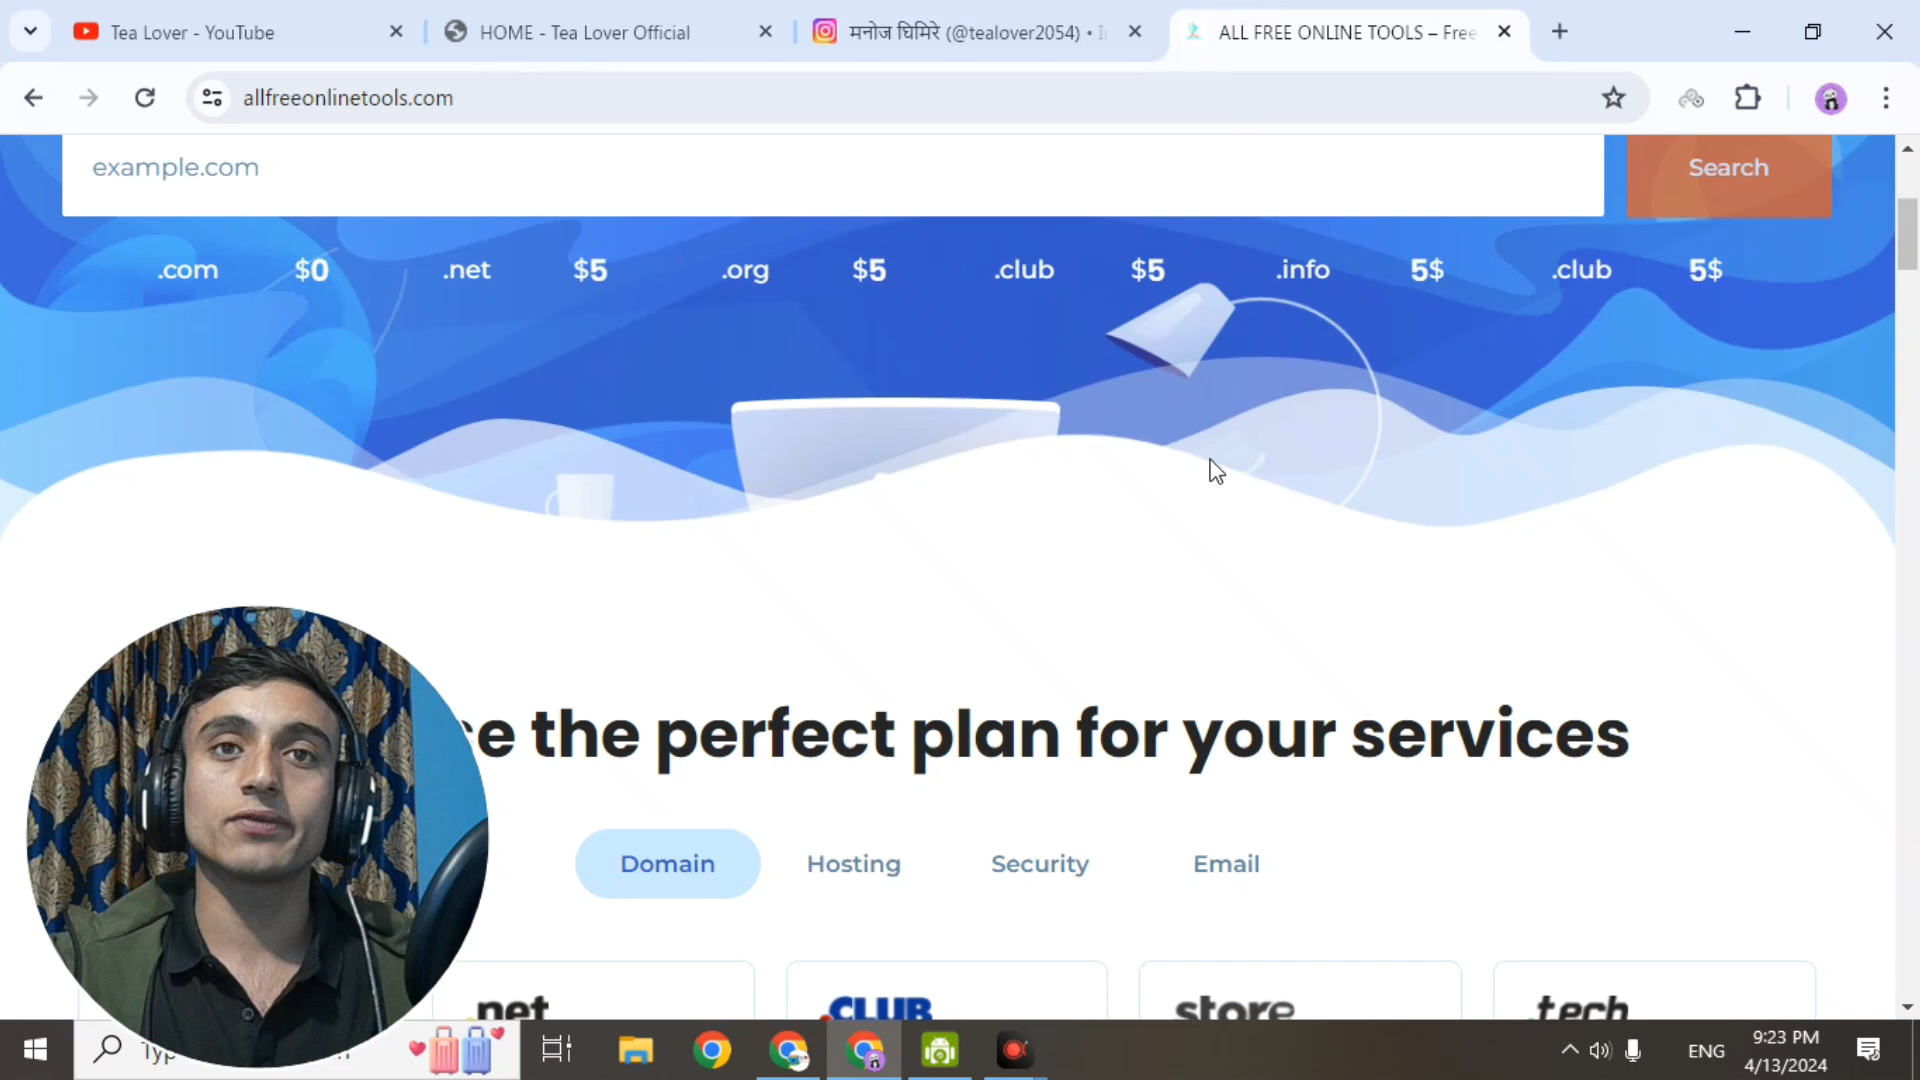 Tea Lover - YouTube
HOME - Tea Lover Official
मनोज घिमिरे (@tealover2054) •
ALL FREE ONLINE TOOLS – Free
allfreeonlinetools.com
example.com
Search
.com $0 .net $5 .org $5 .club $5 .info 5$ .club 5$
se the perfect plan for your services
Domain Hosting Security Email
.net .CLUB store .tech
Typ
ENG
9:23 PM
4/13/2024